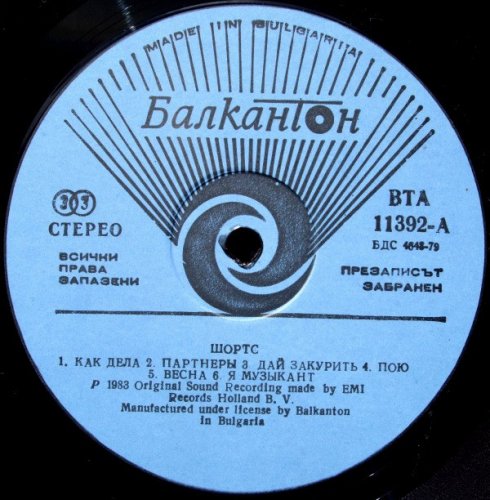 MADE IN BULGARIA
Балкантон
33
СТЕРЕО
ВТА
11392-А
БДС 4643-79
ВСИЧКИ
ПРАВА
ЗАПАЗЕНИ
ПРЕЗАПИСЪТ
ЗАБРАНЕН
ШОРТС
1. КАК ДЕЛА 2. ПАРТНЕРЫ 3. ДАЙ ЗАКУРИТЬ 4. ПОЮ
5. ВЕСНА 6. Я МУЗЫКАНТ
P 1983 Original Sound Recording made by EMI
Records Holland B. V.
Manufactured under license by Balkanton
in Bulgaria